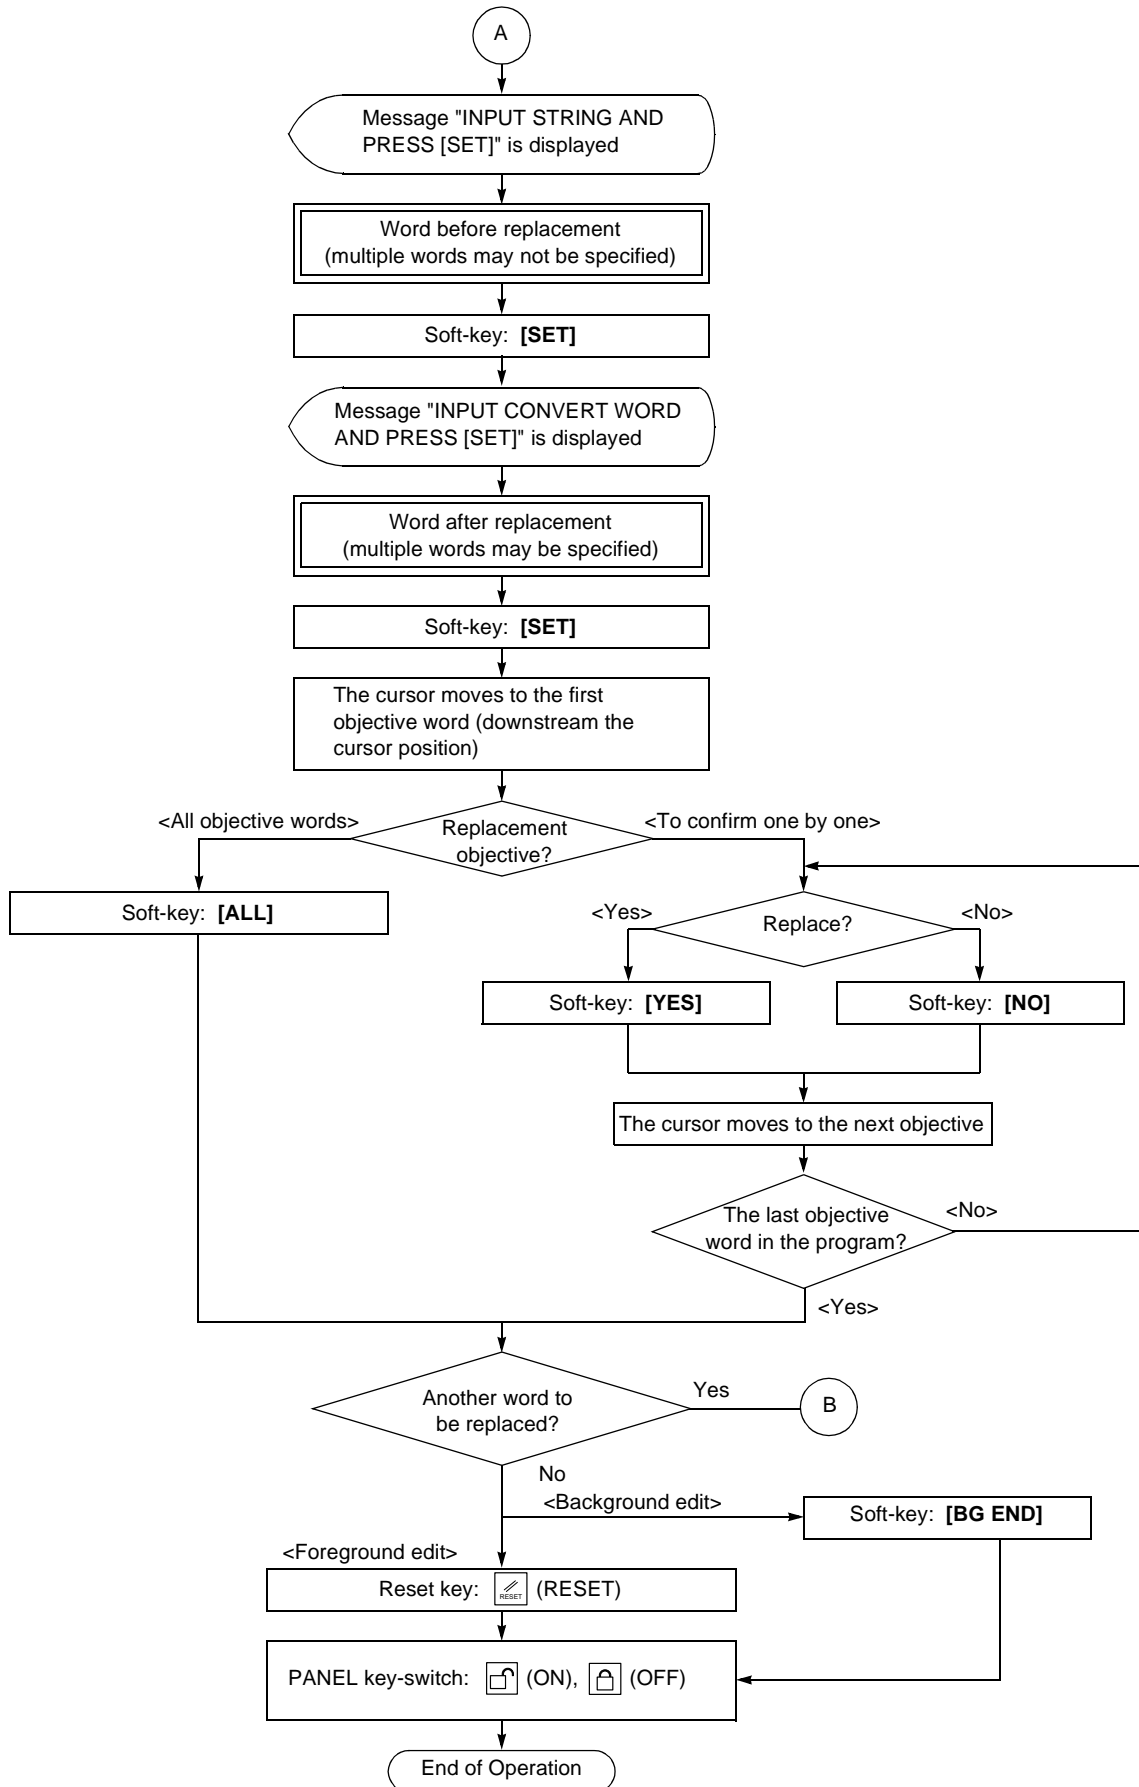 A
Message "INPUT STRING AND
PRESS [SET]" is displayed
Word before replacement
(multiple words may not be specified)
Soft-key: [SET]
Message "INPUT CONVERT WORD
AND PRESS [SET]" is displayed
Word after replacement
(multiple words may be specified)
Soft-key: [SET]
The cursor moves to the first
objective word (downstream the
cursor position)
<All objective words>
Replacement
objective?
<To confirm one by one>
Soft-key: [ALL]
<Yes>
Replace?
<No>
Soft-key: [YES]
Soft-key: [NO]
The cursor moves to the next objective
The last objective
word in the program?
<No>
<Yes>
Another word to
be replaced?
Yes
B
No
<Background edit>
Soft-key: [BG END]
<Foreground edit>
Reset key: RESET (RESET)
PANEL key-switch: (ON), (OFF)
End of Operation